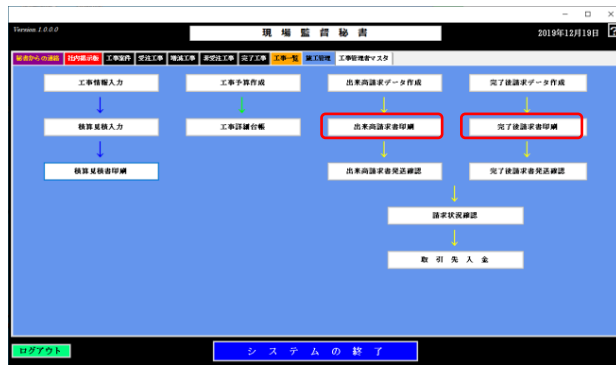 Version 1.0.0.0
現場監督秘書
2019年12月19日
秘書からの連絡 社内掲示板 工事案件 受注工事 増減工事 非受注工事 完了工事 工事一覧 竣工管理 工事管理者マスタ
工事情報入力 工事予算作成 出来高請求データ作成 完了後請求データ作成
積算見積入力 工事詳細台帳 出来高請求書印刷 完了後請求書印刷
積算見積書印刷 出来高請求書発送確認 完了後請求書発送確認
請求状況確認
取引先入金
ログアウト システムの終了